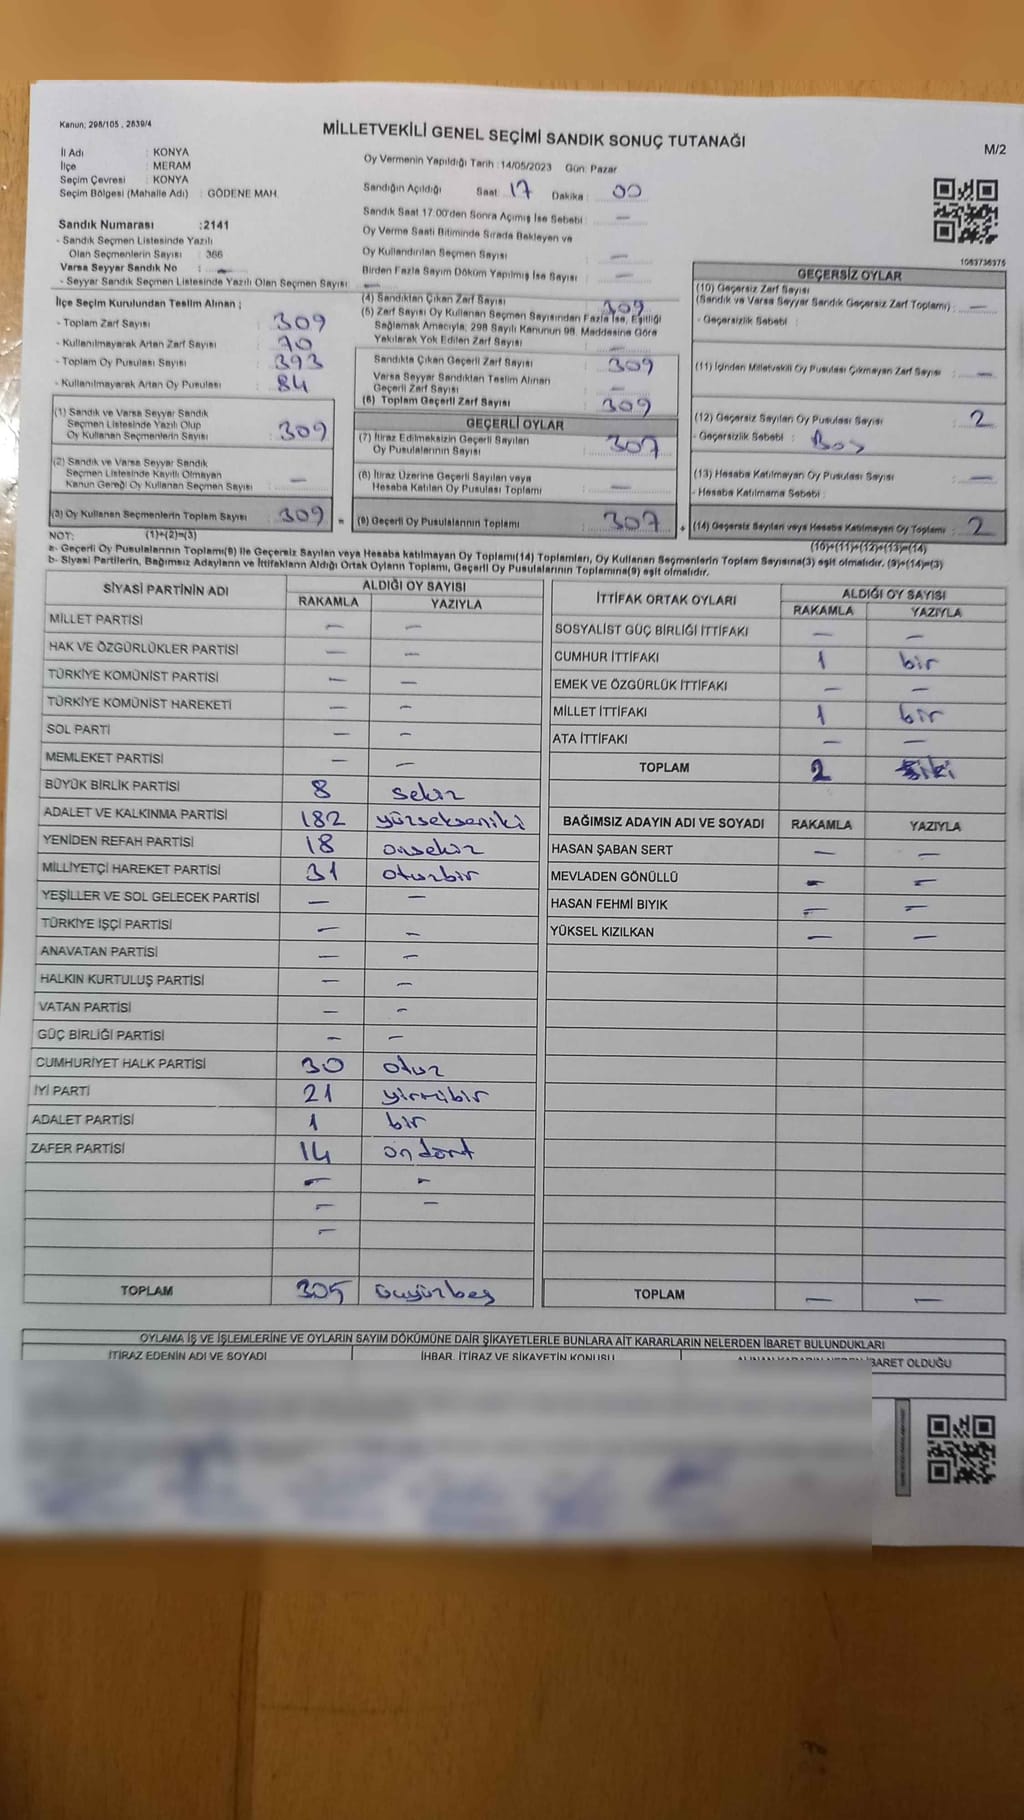 Kanun; 298/105 , 2839/4
MİLLETVEKİLİ GENEL SEÇİMİ SANDIK SONUÇ TUTANAĞI
M/2
İl Adı : KONYA
İlçe : MERAM
Seçim Çevresi : KONYA
Seçim Bölgesi (Mahalle Adı) : GÖDENE MAH.
Oy Vermenin Yapıldığı Tarih :14/05/2023 Gün: Pazar
Sandığın Açıldığı Saat: 17 Dakika : 00
Sandık Saat 17:00'den Sonra Açımış İse Sebebi : —
Oy Verme Saati Bitiminde Sırada Bekleyen ve
Oy Kullandırılan Seçmen Sayısı : —
Birden Fazla Sayım Döküm Yapılmış İse Sayısı : —
Sandık Numarası :2141
- Sandık Seçmen Listesinde Yazılı
Olan Seçmenlerin Sayısı : 366
Varsa Seyyar Sandık No : —
- Seyyar Sandık Seçmen Listesinde Yazılı Olan Seçmen Sayısı : —
1083736375
İlçe Seçim Kurulundan Teslim Alınan ;
- Toplam Zarf Sayısı : 309
- Kullanılmayarak Artan Zarf Sayısı : 70
- Toplam Oy Pusulası Sayısı : 393
- Kullanılmayarak Artan Oy Pusulası : 84
(1) Sandık ve Varsa Seyyar Sandık
Seçmen Listesinde Yazılı Olup
Oy Kullanan Seçmenlerin Sayısı : 309
(2) Sandık ve Varsa Seyyar Sandık
Seçmen Listesinde Kayıtlı Olmayan
Kanun Gereği Oy Kullanan Seçmen Sayısı : —
(3) Oy Kullanan Seçmenlerin Toplam Sayısı : 309 =
(4) Sandıktan Çıkan Zarf Sayısı : 309
(5) Zarf Sayısı Oy Kullanan Seçmen Sayısından Fazla İse, Eşitliği
Sağlamak Amacıyla, 298 Sayılı Kanunun 98. Maddesine Göre
Yakılarak Yok Edilen Zarf Sayısı : —
Sandıkta Çıkan Geçerli Zarf Sayısı : 309
Varsa Seyyar Sandıktan Teslim Alınan
Geçerli Zarf Sayısı : —
(6) Toplam Geçerli Zarf Sayısı : 309
GEÇERLİ OYLAR
(7) İtiraz Edilmeksizin Geçerli Sayılan
Oy Pusulalarının Sayısı : 307
(8) İtiraz Üzerine Geçerli Sayılan veya
Hesaba Katılan Oy Pusulası Toplamı : —
(9) Geçerli Oy Pusulalarının Toplamı : 307 +
GEÇERSİZ OYLAR
(10) Geçersiz Zarf Sayısı
(Sandık ve Varsa Seyyar Sandık Geçersiz Zarf Toplamı) : —
- Geçersizlik Sebebi :
(11) İçinden Milletvekili Oy Pusulası Çıkmayan Zarf Sayısı : —
(12) Geçersiz Sayılan Oy Pusulası Sayısı : 2
- Geçersizlik Sebebi : Boş
(13) Hesaba Katılmayan Oy Pusulası Sayısı : —
- Hesaba Katılmama Sebebi :
(14) Geçersiz Sayılan veya Hesaba Katılmayan Oy Toplamı : 2
NOT: (1)+(2)=(3)
(10)+(11)+(12)+(13)=(14)
a- Geçerli Oy Pusulalarının Toplamı(9) ile Geçersiz Sayılan veya Hesaba katılmayan Oy Toplamı(14) Toplamları, Oy Kullanan Seçmenlerin Toplam Sayısına(3) eşit olmalıdır. (9)+(14)=(3)
b- Siyasi Partilerin, Bağımsız Adayların ve İttifakların Aldığı Ortak Oyların Toplamı, Geçerli Oy Pusulalarının Toplamına(9) eşit olmalıdır.
SİYASİ PARTİNİN ADI ALDIĞI OY SAYISI
RAKAMLA YAZIYLA
MİLLET PARTİSİ — —
HAK VE ÖZGÜRLÜKLER PARTİSİ — —
TÜRKİYE KOMÜNİST PARTİSİ — —
TÜRKİYE KOMÜNİST HAREKETİ — —
SOL PARTİ — —
MEMLEKET PARTİSİ — —
BÜYÜK BİRLİK PARTİSİ 8 sekiz
ADALET VE KALKINMA PARTİSİ 182 yüzsekseniki
YENİDEN REFAH PARTİSİ 18 onsekiz
MİLLİYETÇİ HAREKET PARTİSİ 31 otuzbir
YEŞİLLER VE SOL GELECEK PARTİSİ — —
TÜRKİYE İŞÇİ PARTİSİ — —
ANAVATAN PARTİSİ — —
HALKIN KURTULUŞ PARTİSİ — —
VATAN PARTİSİ — —
GÜÇ BİRLİĞİ PARTİSİ — —
CUMHURİYET HALK PARTİSİ 30 otuz
İYİ PARTİ 21 yirmibir
ADALET PARTİSİ 1 bir
ZAFER PARTİSİ 14 ondört
— —
— —
—
TOPLAM 305 üçyüzbeş
İTTİFAK ORTAK OYLARI ALDIĞI OY SAYISI
RAKAMLA YAZIYLA
SOSYALİST GÜÇ BİRLİĞİ İTTİFAKI — —
CUMHUR İTTİFAKI 1 bir
EMEK VE ÖZGÜRLÜK İTTİFAKI — —
MİLLET İTTİFAKI 1 bir
ATA İTTİFAKI — —
TOPLAM 2 iki
BAĞIMSIZ ADAYIN ADI VE SOYADI RAKAMLA YAZIYLA
HASAN ŞABAN SERT — —
MEVLADEN GÖNÜLLÜ — —
HASAN FEHMİ BIYIK — —
YÜKSEL KIZILKAN — —
TOPLAM — —
OYLAMA İŞ VE İŞLEMLERİNE VE OYLARIN SAYIM DÖKÜMÜNE DAİR ŞİKAYETLERLE BUNLARA AİT KARARLARIN NELERDEN İBARET BULUNDUKLARI
İTİRAZ EDENİN ADI VE SOYADI İHBAR, İTİRAZ VE ŞİKAYETİN KONUSU ALINAN KARARIN NEDEN İBARET OLDUĞU